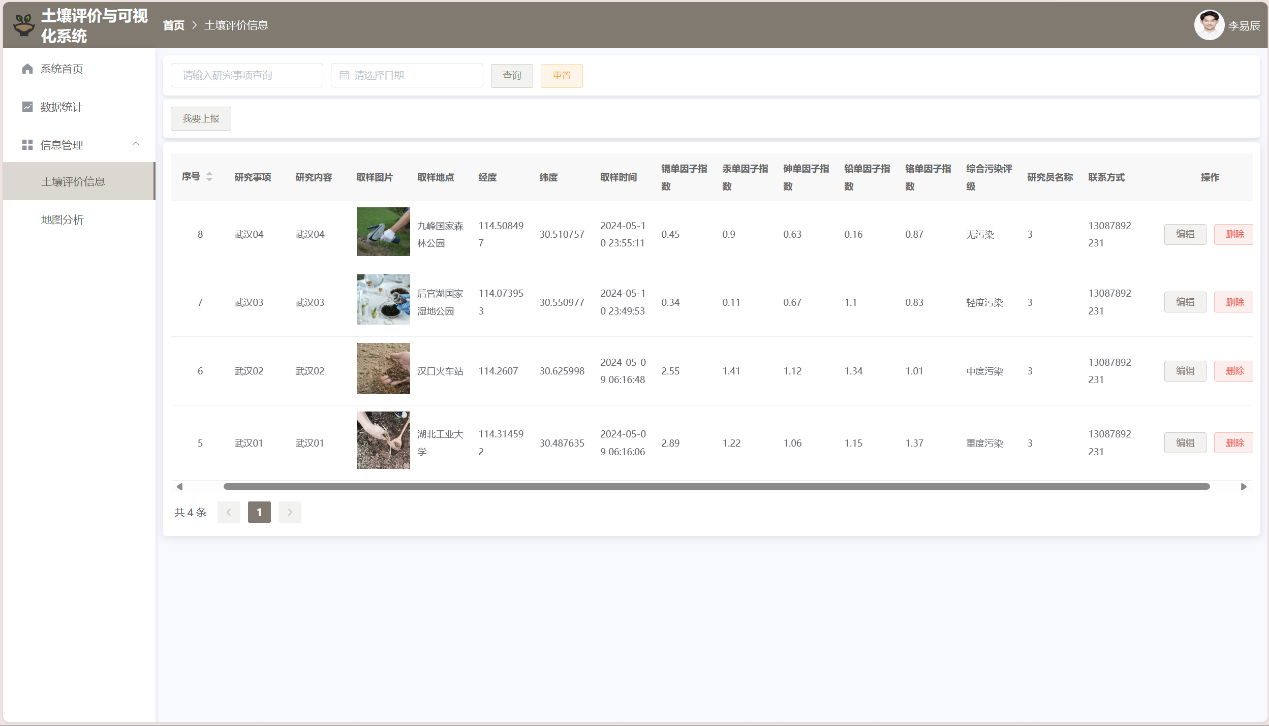 土壤评价与可视
化系统
首页 > 土壤评价信息
李易辰
系统首页
数据统计
信息管理
土壤评价信息
地图分析
请输入研究事项查询
请选择日期
查询
重置
我要上报
序号 研究事项 研究内容 取样图片 取样地点 经度 纬度 取样时间 镉单因子指数 汞单因子指数 砷单因子指数 铅单因子指数 铬单因子指数 综合污染评级 研究员名称 联系方式 操作
8 武汉04 武汉04 九峰国家森林公园 114.508497 30.510757 2024-05-10 23:55:11 0.45 0.9 0.63 0.16 0.87 无污染 3 13087892231 编辑 删除
7 武汉03 武汉03 后官湖国家湿地公园 114.073953 30.550977 2024-05-10 23:49:53 0.34 0.11 0.67 1.1 0.83 轻度污染 3 13087892231 编辑 删除
6 武汉02 武汉02 汉口火车站 114.2607 30.625998 2024-05-09 06:16:48 2.55 1.41 1.12 1.34 1.01 中度污染 3 13087892231 编辑 删除
5 武汉01 武汉01 湖北工业大学 114.314592 30.487635 2024-05-09 06:16:06 2.89 1.22 1.06 1.15 1.37 重度污染 3 13087892231 编辑 删除
共 4 条 < 1 >